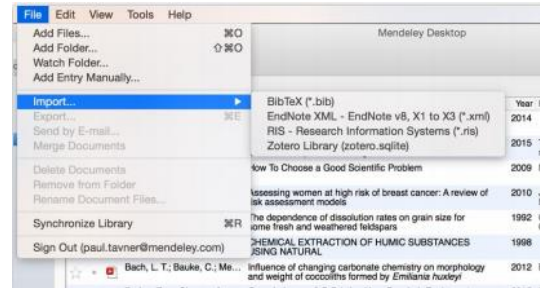 File Edit View Tools Help
Mendeley Desktop
Add Files... ⌘O
Add Folder... ⇧⌘O
Watch Folder...
Add Entry Manually...
Import...
Export... ⌘E
Send by E-mail...
Merge Documents
Delete Documents
Remove from Folder
Rename Document Files...
Synchronize Library ⌘R
Sign Out (paul.tavner@mendeley.com)
BibTeX (*.bib)
EndNote XML - EndNote v8, X1 to X3 (*.xml)
RIS - Research Information Systems (*.ris)
Zotero Library (zotero.sqlite)
Year
2014
2015
How To Choose a Good Scientific Problem 2009
Assessing women at high risk of breast cancer: A review of 2010
risk assessment models
The dependence of dissolution rates on grain size for 1992
some fresh and weathered feldspars
CHEMICAL EXTRACTION OF HUMIC SUBSTANCES 1998
USING NATURAL
Bach, L. T.; Bauke, C.; Me... Influence of changing carbonate chemistry on morphology 2012
and weight of coccoliths formed by Emiliania huxleyi